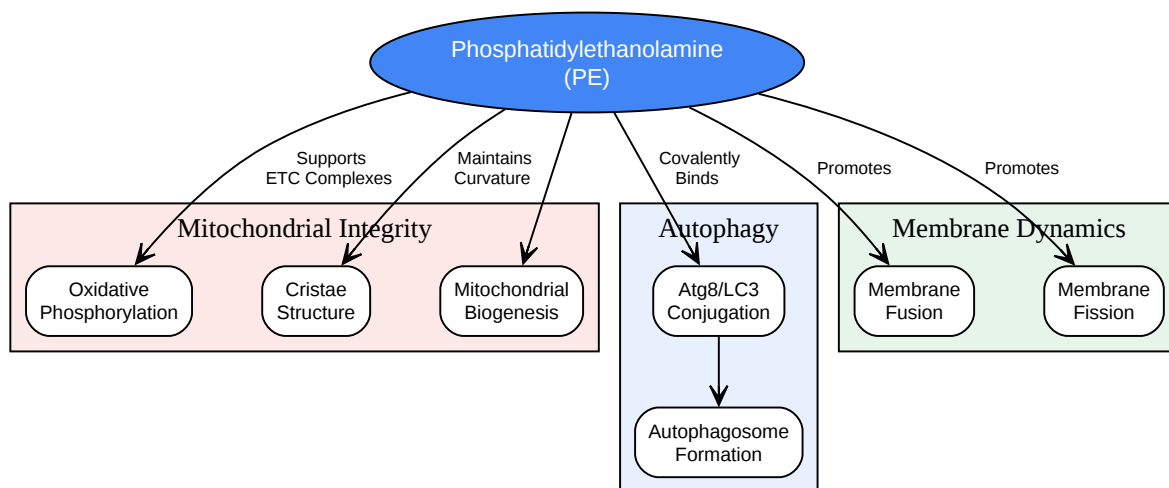 Phosphatidylethanolamine
(PE)
Supports
ETC Complexes
Maintains
Curvature
Covalently
Binds
Promotes
Promotes
Mitochondrial Integrity
Autophagy
Membrane Dynamics
Oxidative
Phosphorylation
Cristae
Structure
Mitochondrial
Biogenesis
Atg8/LC3
Conjugation
Membrane
Fusion
Membrane
Fission
Autophagosome
Formation